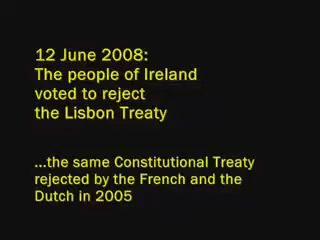 12 June 2008:
The people of Ireland
voted to reject
the Lisbon Treaty
...the same Constitutional Treaty
rejected by the French and the
Dutch in 2005